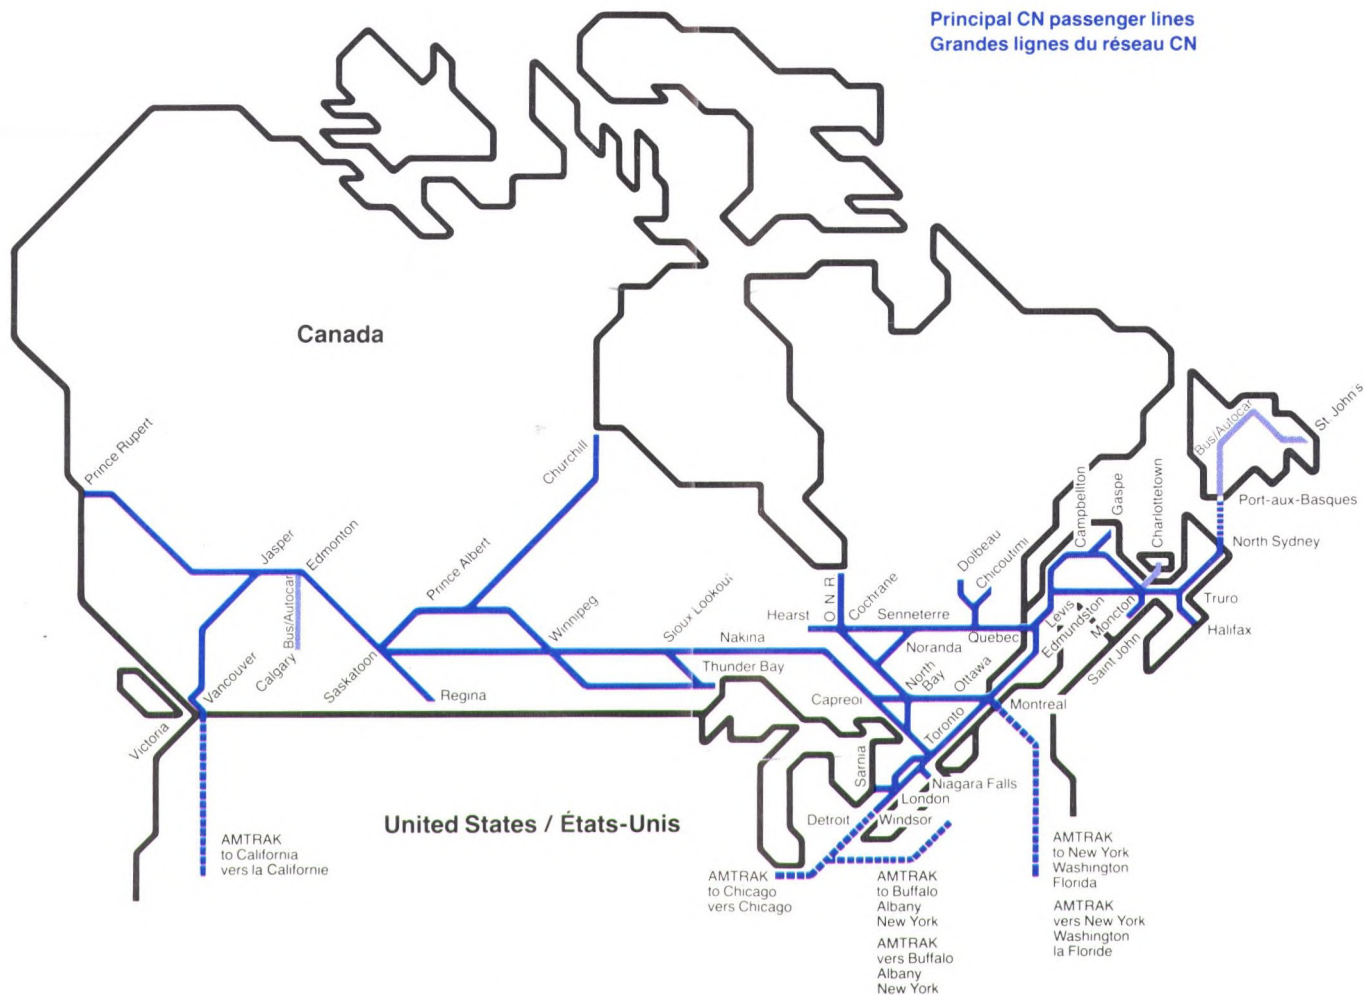 Principal CN passenger lines
Grandes lignes du réseau CN
Canada
Prince Rupert
Churchill
Bus/Autocar
St. John's
Port-aux-Basques
Campbellton
Gaspe
Charlottetown
North Sydney
Jasper
Edmonton
Prince Albert
Dolbeau
Chicoutimi
Bus/Autocar
Calgary
Winnipeg
Sioux Lookout
Hearst
O N R
Cochrane
Senneterre
Nakina
Quebec
Levis
Edmundston
Moncton
Truro
Halifax
Saint John
Noranda
Vancouver
Saskatoon
Regina
Thunder Bay
Capreol
North
Bay
Ottawa
Montreal
Victoria
Toronto
Sarnia
Niagara Falls
London
Detroit
Windsor
United States / États-Unis
AMTRAK
to California
vers la Californie
AMTRAK
to Chicago
vers Chicago
AMTRAK
to Buffalo
Albany
New York
AMTRAK
vers Buffalo
Albany
New York
AMTRAK
to New York
Washington
Florida
AMTRAK
vers New York
Washington
la Floride